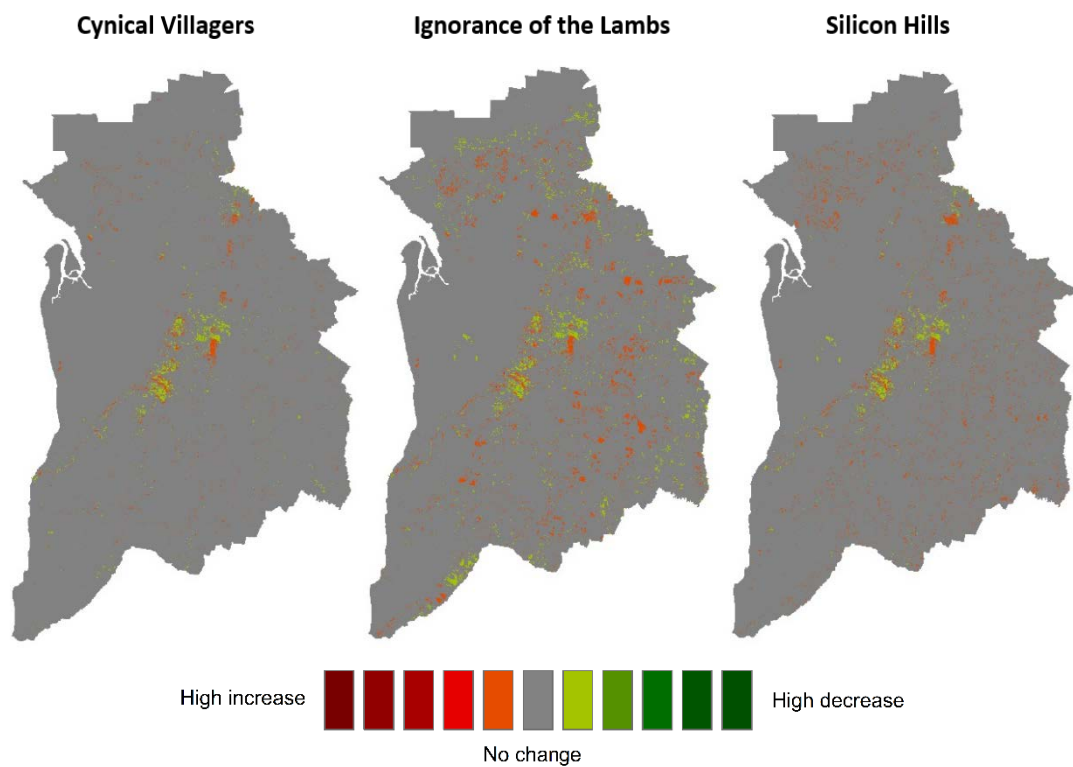 Cynical Villagers
Ignorance of the Lambs
Silicon Hills
High increase
High decrease
No change